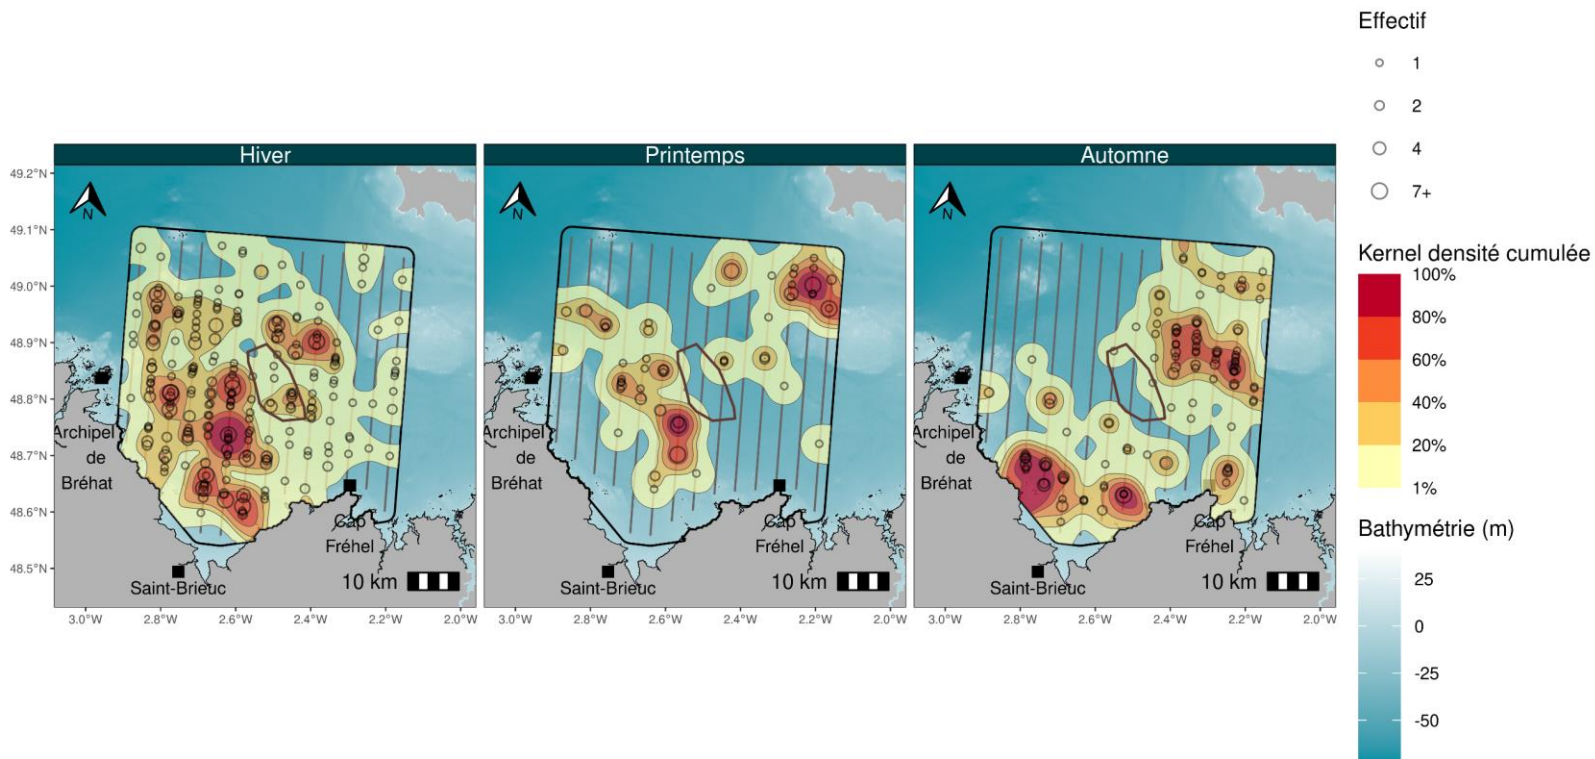 Effectif
1
2
4
7+
Hiver
Printemps
Automne
49.2°N
49.1°N
49.0°N
48.9°N
48.8°N
48.7°N
48.6°N
48.5°N
N
N
N
Archipel
de
Bréhat
Cap
Fréhel
Saint-Brieuc
10 km
Archipel
de
Bréhat
Cap
Fréhel
Saint-Brieuc
10 km
Archipel
de
Bréhat
Cap
Fréhel
Saint-Brieuc
10 km
3.0°W 2.8°W 2.6°W 2.4°W 2.2°W 2.0°W
3.0°W 2.8°W 2.6°W 2.4°W 2.2°W 2.0°W
3.0°W 2.8°W 2.6°W 2.4°W 2.2°W 2.0°W
Kernel densité cumulée
100%
80%
60%
40%
20%
1%
Bathymétrie (m)
25
0
-25
-50